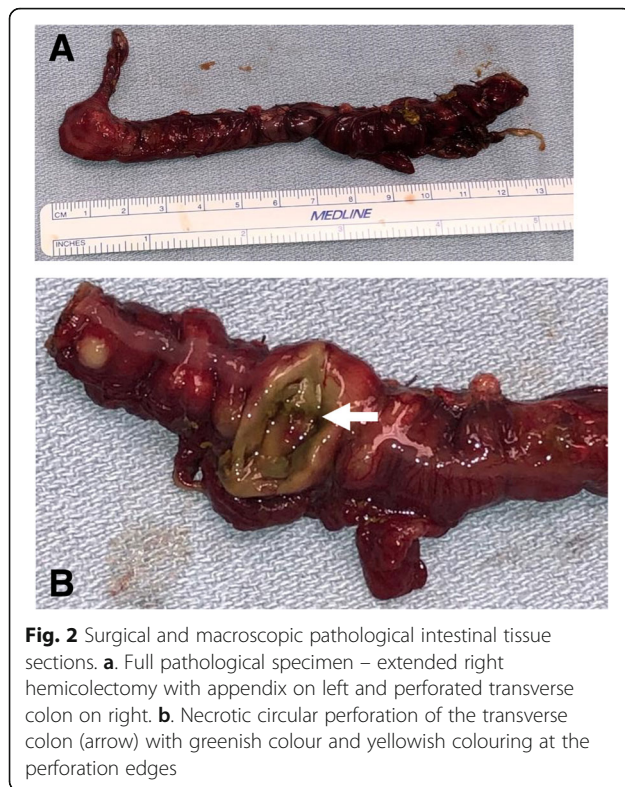 A
CM 1 2 3 4 5 6 7 8 9 10 11 12 13
MEDLINE
INCHES 1 2 3 4 5
B
Fig. 2 Surgical and macroscopic pathological intestinal tissue
sections. a. Full pathological specimen – extended right
hemicolectomy with appendix on left and perforated transverse
colon on right. b. Necrotic circular perforation of the transverse
colon (arrow) with greenish colour and yellowish colouring at the
perforation edges